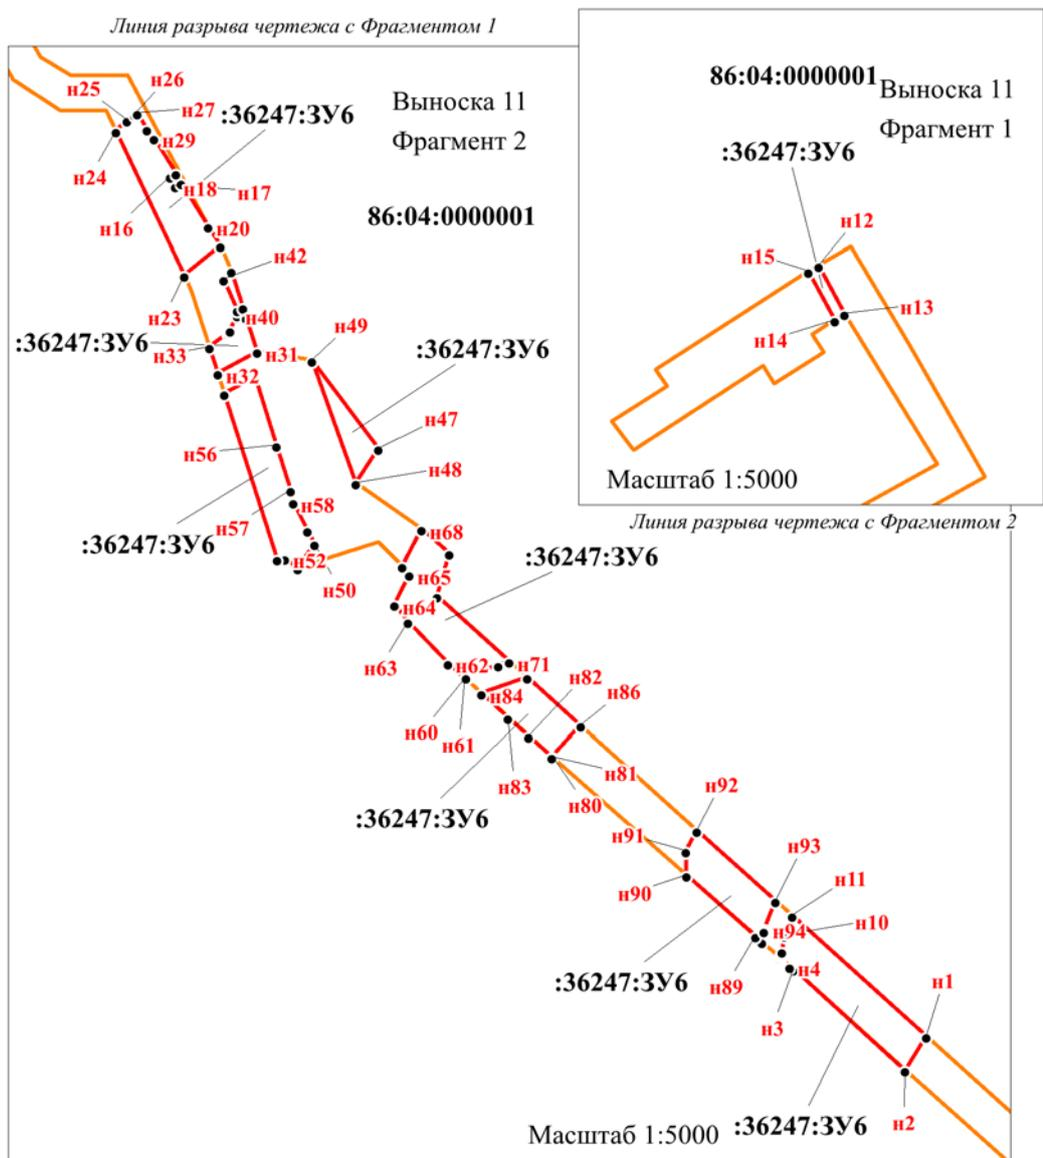 Линия разрыва чертежа с Фрагментом 1
86:04:0000001
Выноска 11
Фрагмент 1
:36247:ЗУ6
н12
н15
н13
н14
Масштаб 1:5000
Линия разрыва чертежа с Фрагментом 2
Выноска 11
Фрагмент 2
86:04:0000001
н26
н25
н27
:36247:ЗУ6
н29
н24
н18
н17
н16
н20
н42
н23
н40
н49
:36247:ЗУ6
н33
н31
:36247:ЗУ6
н32
н47
н56
н48
н58
н57
н68
:36247:ЗУ6
н52
:36247:ЗУ6
н50
н65
н64
н63
н62
н71
н82
н84
н86
н60
н61
н81
н83
н80
:36247:ЗУ6
н92
н91
н93
н90
н11
н10
н94
:36247:ЗУ6
н89
н4
н1
н3
:36247:ЗУ6
н2
Масштаб 1:5000